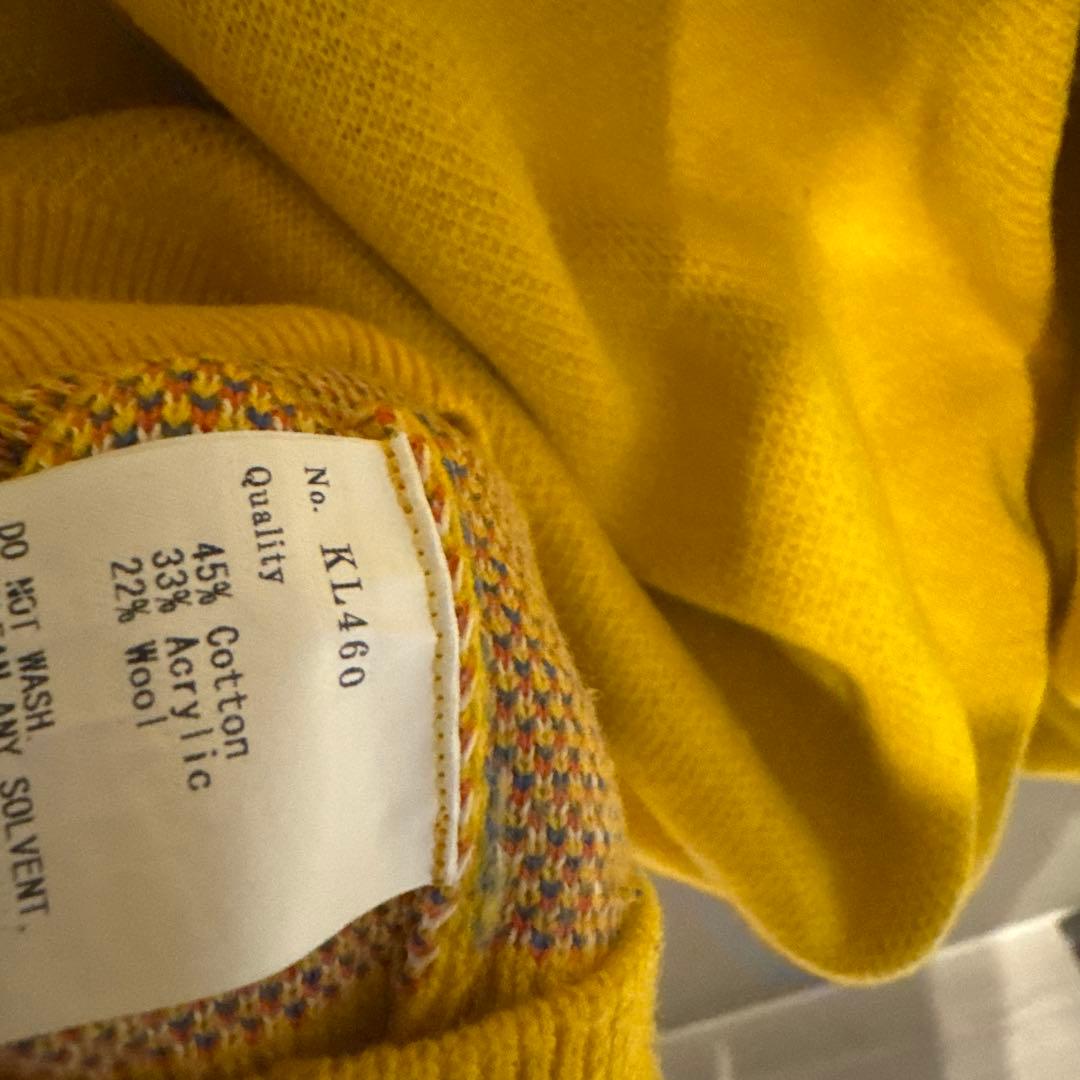 No. KL460
Quality
45% Cotton
33% Acrylic
22% Wool
DO NOT WASH.
ANY SOLVENT.